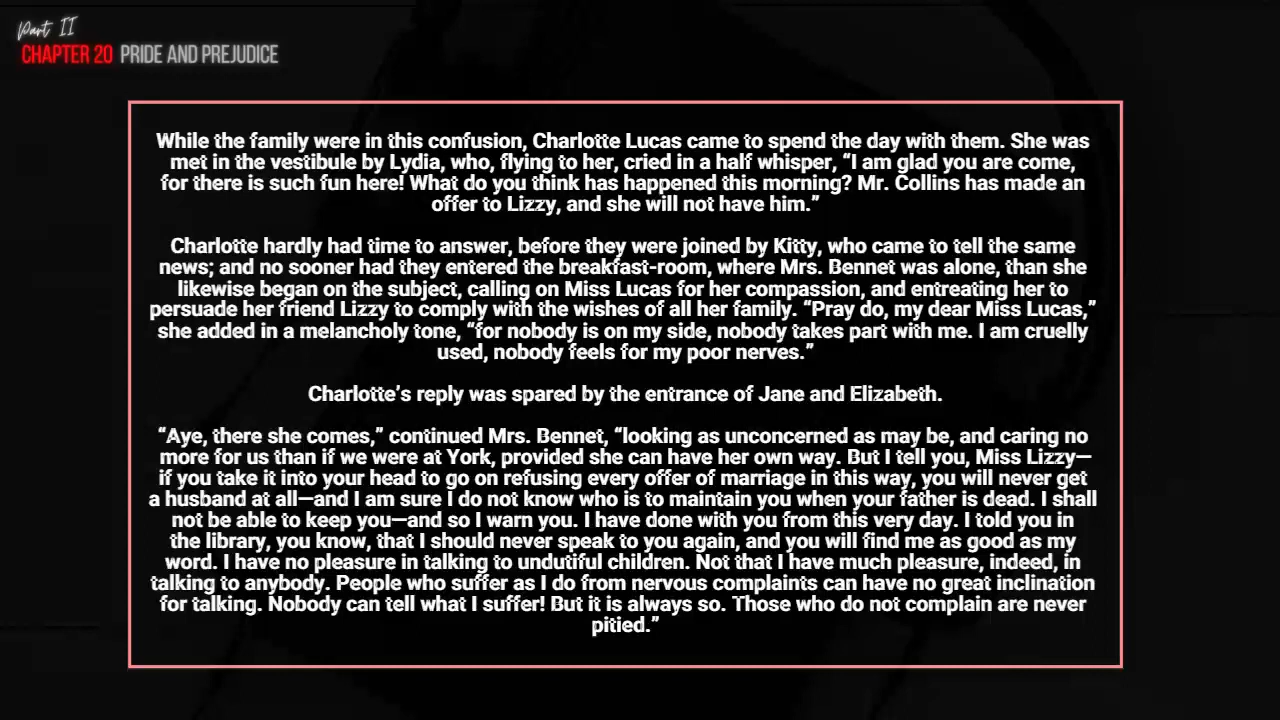 Part II
CHAPTER 20 PRIDE AND PREJUDICE
While the family were in this confusion, Charlotte Lucas came to spend the day with them. She was
met in the vestibule by Lydia, who, flying to her, cried in a half whisper, “I am glad you are come,
for there is such fun here! What do you think has happened this morning? Mr. Collins has made an
offer to Lizzy, and she will not have him.”
Charlotte hardly had time to answer, before they were joined by Kitty, who came to tell the same
news; and no sooner had they entered the breakfast-room, where Mrs. Bennet was alone, than she
likewise began on the subject, calling on Miss Lucas for her compassion, and entreating her to
persuade her friend Lizzy to comply with the wishes of all her family. “Pray do, my dear Miss Lucas,”
she added in a melancholy tone, “for nobody is on my side, nobody takes part with me. I am cruelly
used, nobody feels for my poor nerves.”
Charlotte’s reply was spared by the entrance of Jane and Elizabeth.
“Aye, there she comes,” continued Mrs. Bennet, “looking as unconcerned as may be, and caring no
more for us than if we were at York, provided she can have her own way. But I tell you, Miss Lizzy—
if you take it into your head to go on refusing every offer of marriage in this way, you will never get
a husband at all—and I am sure I do not know who is to maintain you when your father is dead. I shall
not be able to keep you—and so I warn you. I have done with you from this very day. I told you in
the library, you know, that I should never speak to you again, and you will find me as good as my
word. I have no pleasure in talking to undutiful children. Not that I have much pleasure, indeed, in
talking to anybody. People who suffer as I do from nervous complaints can have no great inclination
for talking. Nobody can tell what I suffer! But it is always so. Those who do not complain are never
pitied.”